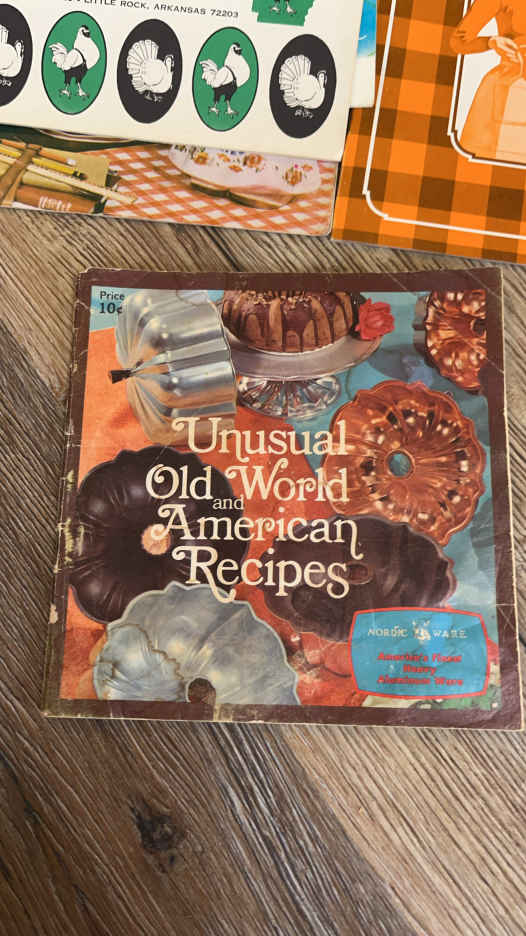 LITTLE ROCK, ARKANSAS 72203
Price
10¢
Unusual
Old World
and
American
Recipes
NORDIC WARE
America's Finest
Heavy
Aluminum Ware